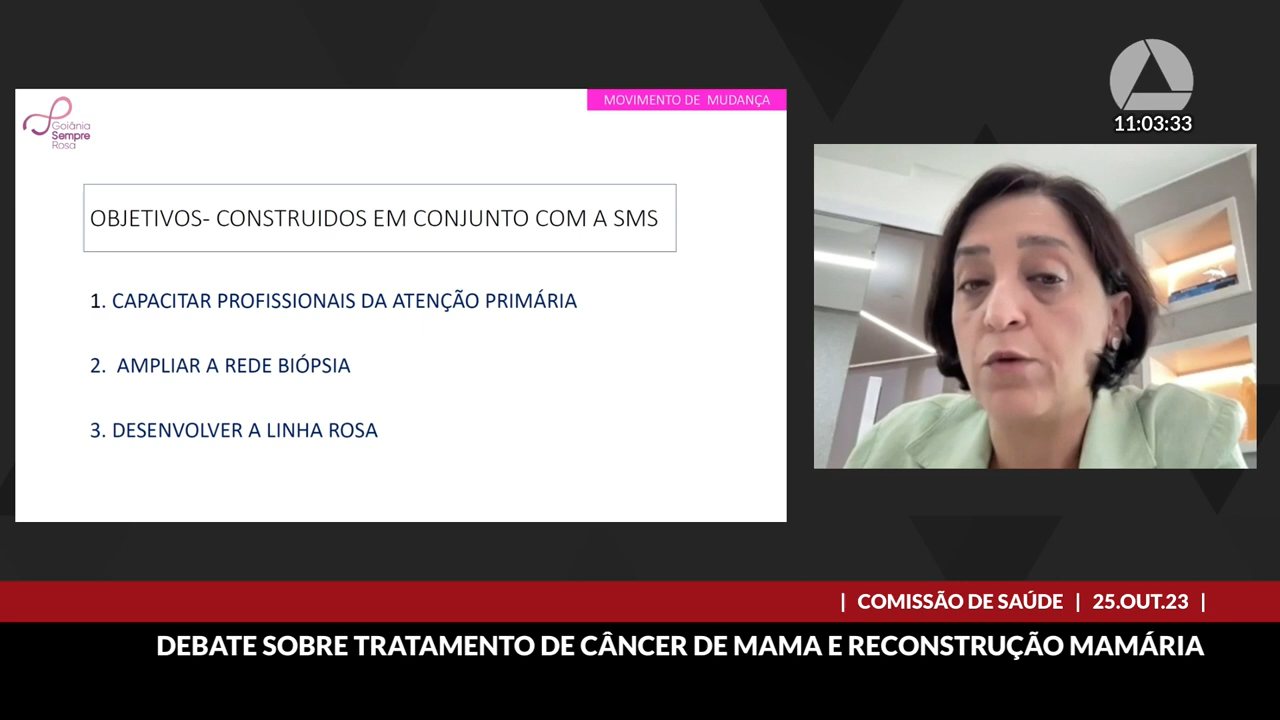 MOVIMENTO DE MUDANÇA
Goiânia
Sempre
Rosa
OBJETIVOS- CONSTRUIDOS EM CONJUNTO COM A SMS
1. CAPACITAR PROFISSIONAIS DA ATENÇÃO PRIMÁRIA
2. AMPLIAR A REDE BIÓPSIA
3. DESENVOLVER A LINHA ROSA
11:03:33
| COMISSÃO DE SAÚDE | 25.OUT.23 |
DEBATE SOBRE TRATAMENTO DE CÂNCER DE MAMA E RECONSTRUÇÃO MAMÁRIA